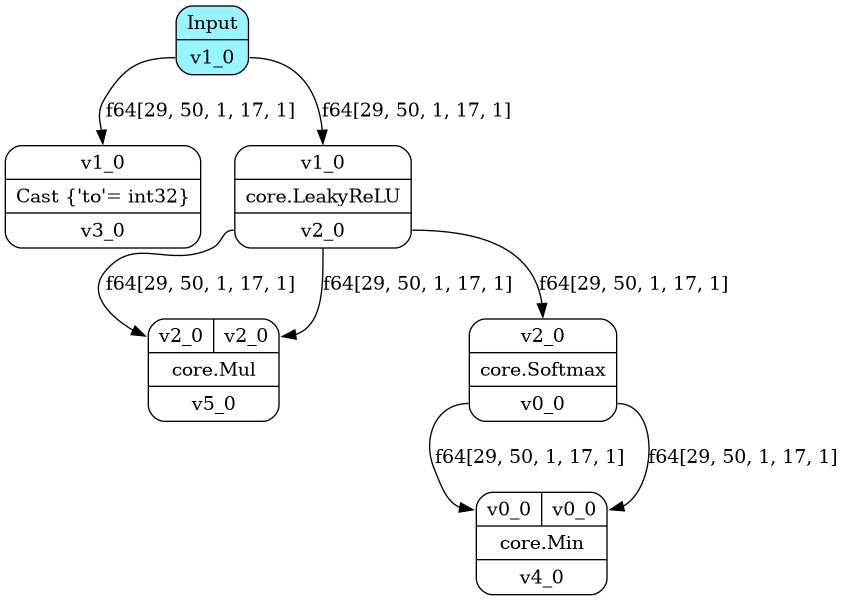 Input
v1_0
f64[29, 50, 1, 17, 1]
f64[29, 50, 1, 17, 1]
v1_0
Cast {'to'= int32}
v3_0
v1_0
core.LeakyReLU
v2_0
f64[29, 50, 1, 17, 1]
f64[29, 50, 1, 17, 1]
f64[29, 50, 1, 17, 1]
v2_0 v2_0
core.Mul
v5_0
v2_0
core.Softmax
v0_0
f64[29, 50, 1, 17, 1]
f64[29, 50, 1, 17, 1]
v0_0 v0_0
core.Min
v4_0